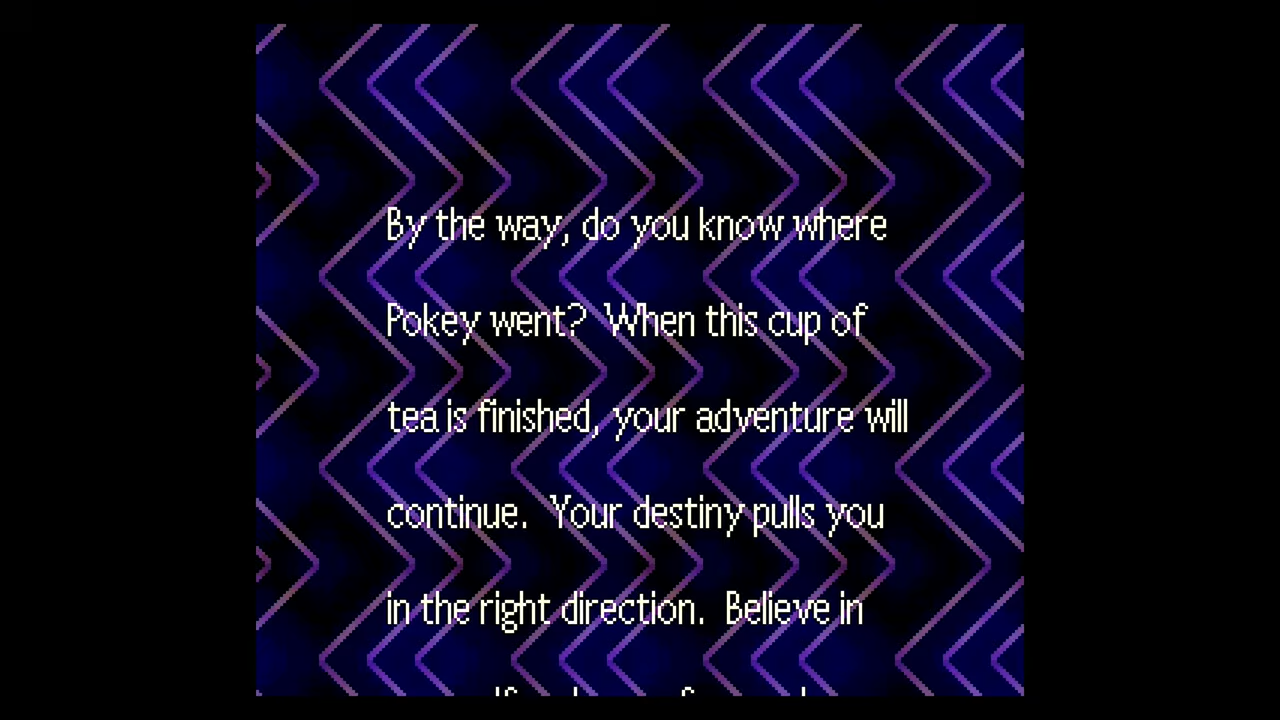 By the way, do you know where
Pokey went?  When this cup of
tea is finished, your adventure will
continue.  Your destiny pulls you
in the right direction.  Believe in